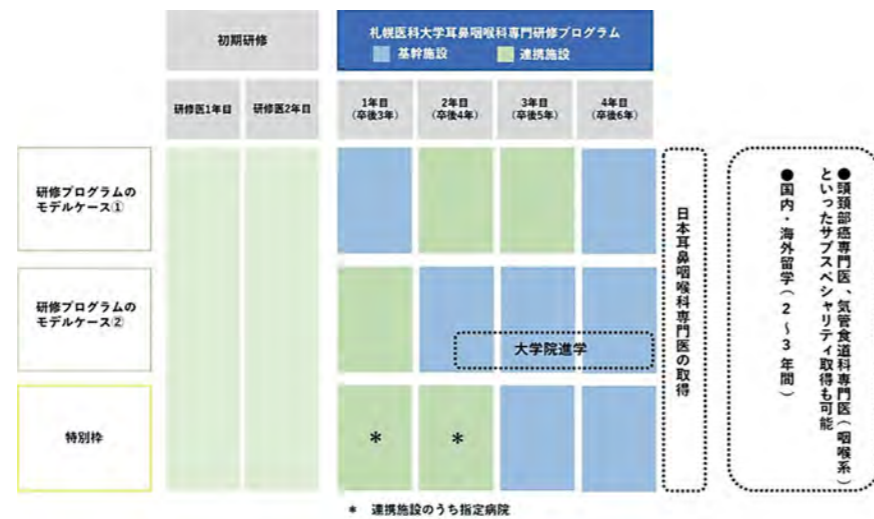 初期研修
札幌医科大学耳鼻咽喉科専門研修プログラム
基幹施設
連携施設
研修医1年目
研修医2年目
1年目
(卒後3年)
2年目
(卒後4年)
3年目
(卒後5年)
4年目
(卒後6年)
研修プログラムの
モデルケース①
研修プログラムの
モデルケース②
大学院進学
特別枠
*
*
日本耳鼻咽喉科専門医の取得
●頭頸部癌専門医、気管食道科専門医(咽喉系)
といったサブスペシャリティ取得も可能
●国内・海外留学(2~3年間)
* 連携施設のうち指定病院